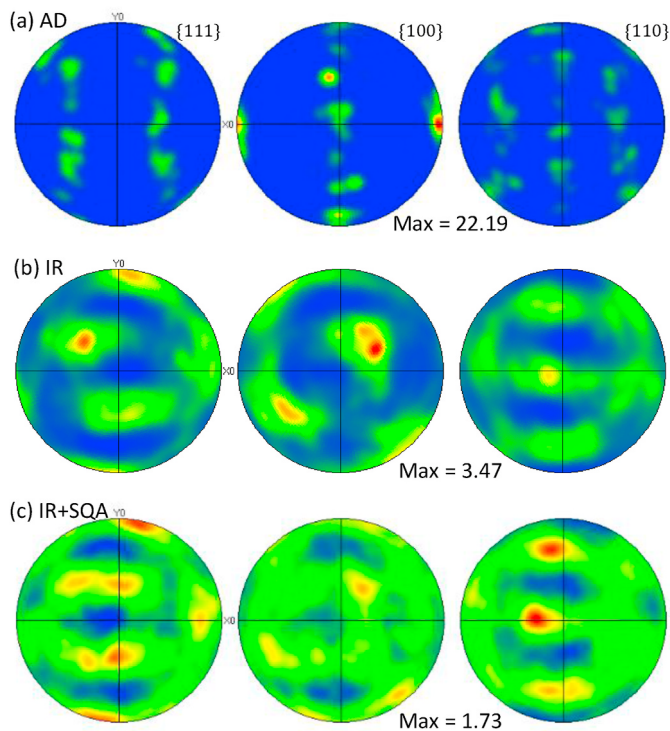 (a) AD
Y0
{111}
{100}
{110}
X0
Max = 22.19
(b) IR
Y0
X0
Max = 3.47
(c) IR+SQA
Y0
X0
Max = 1.73